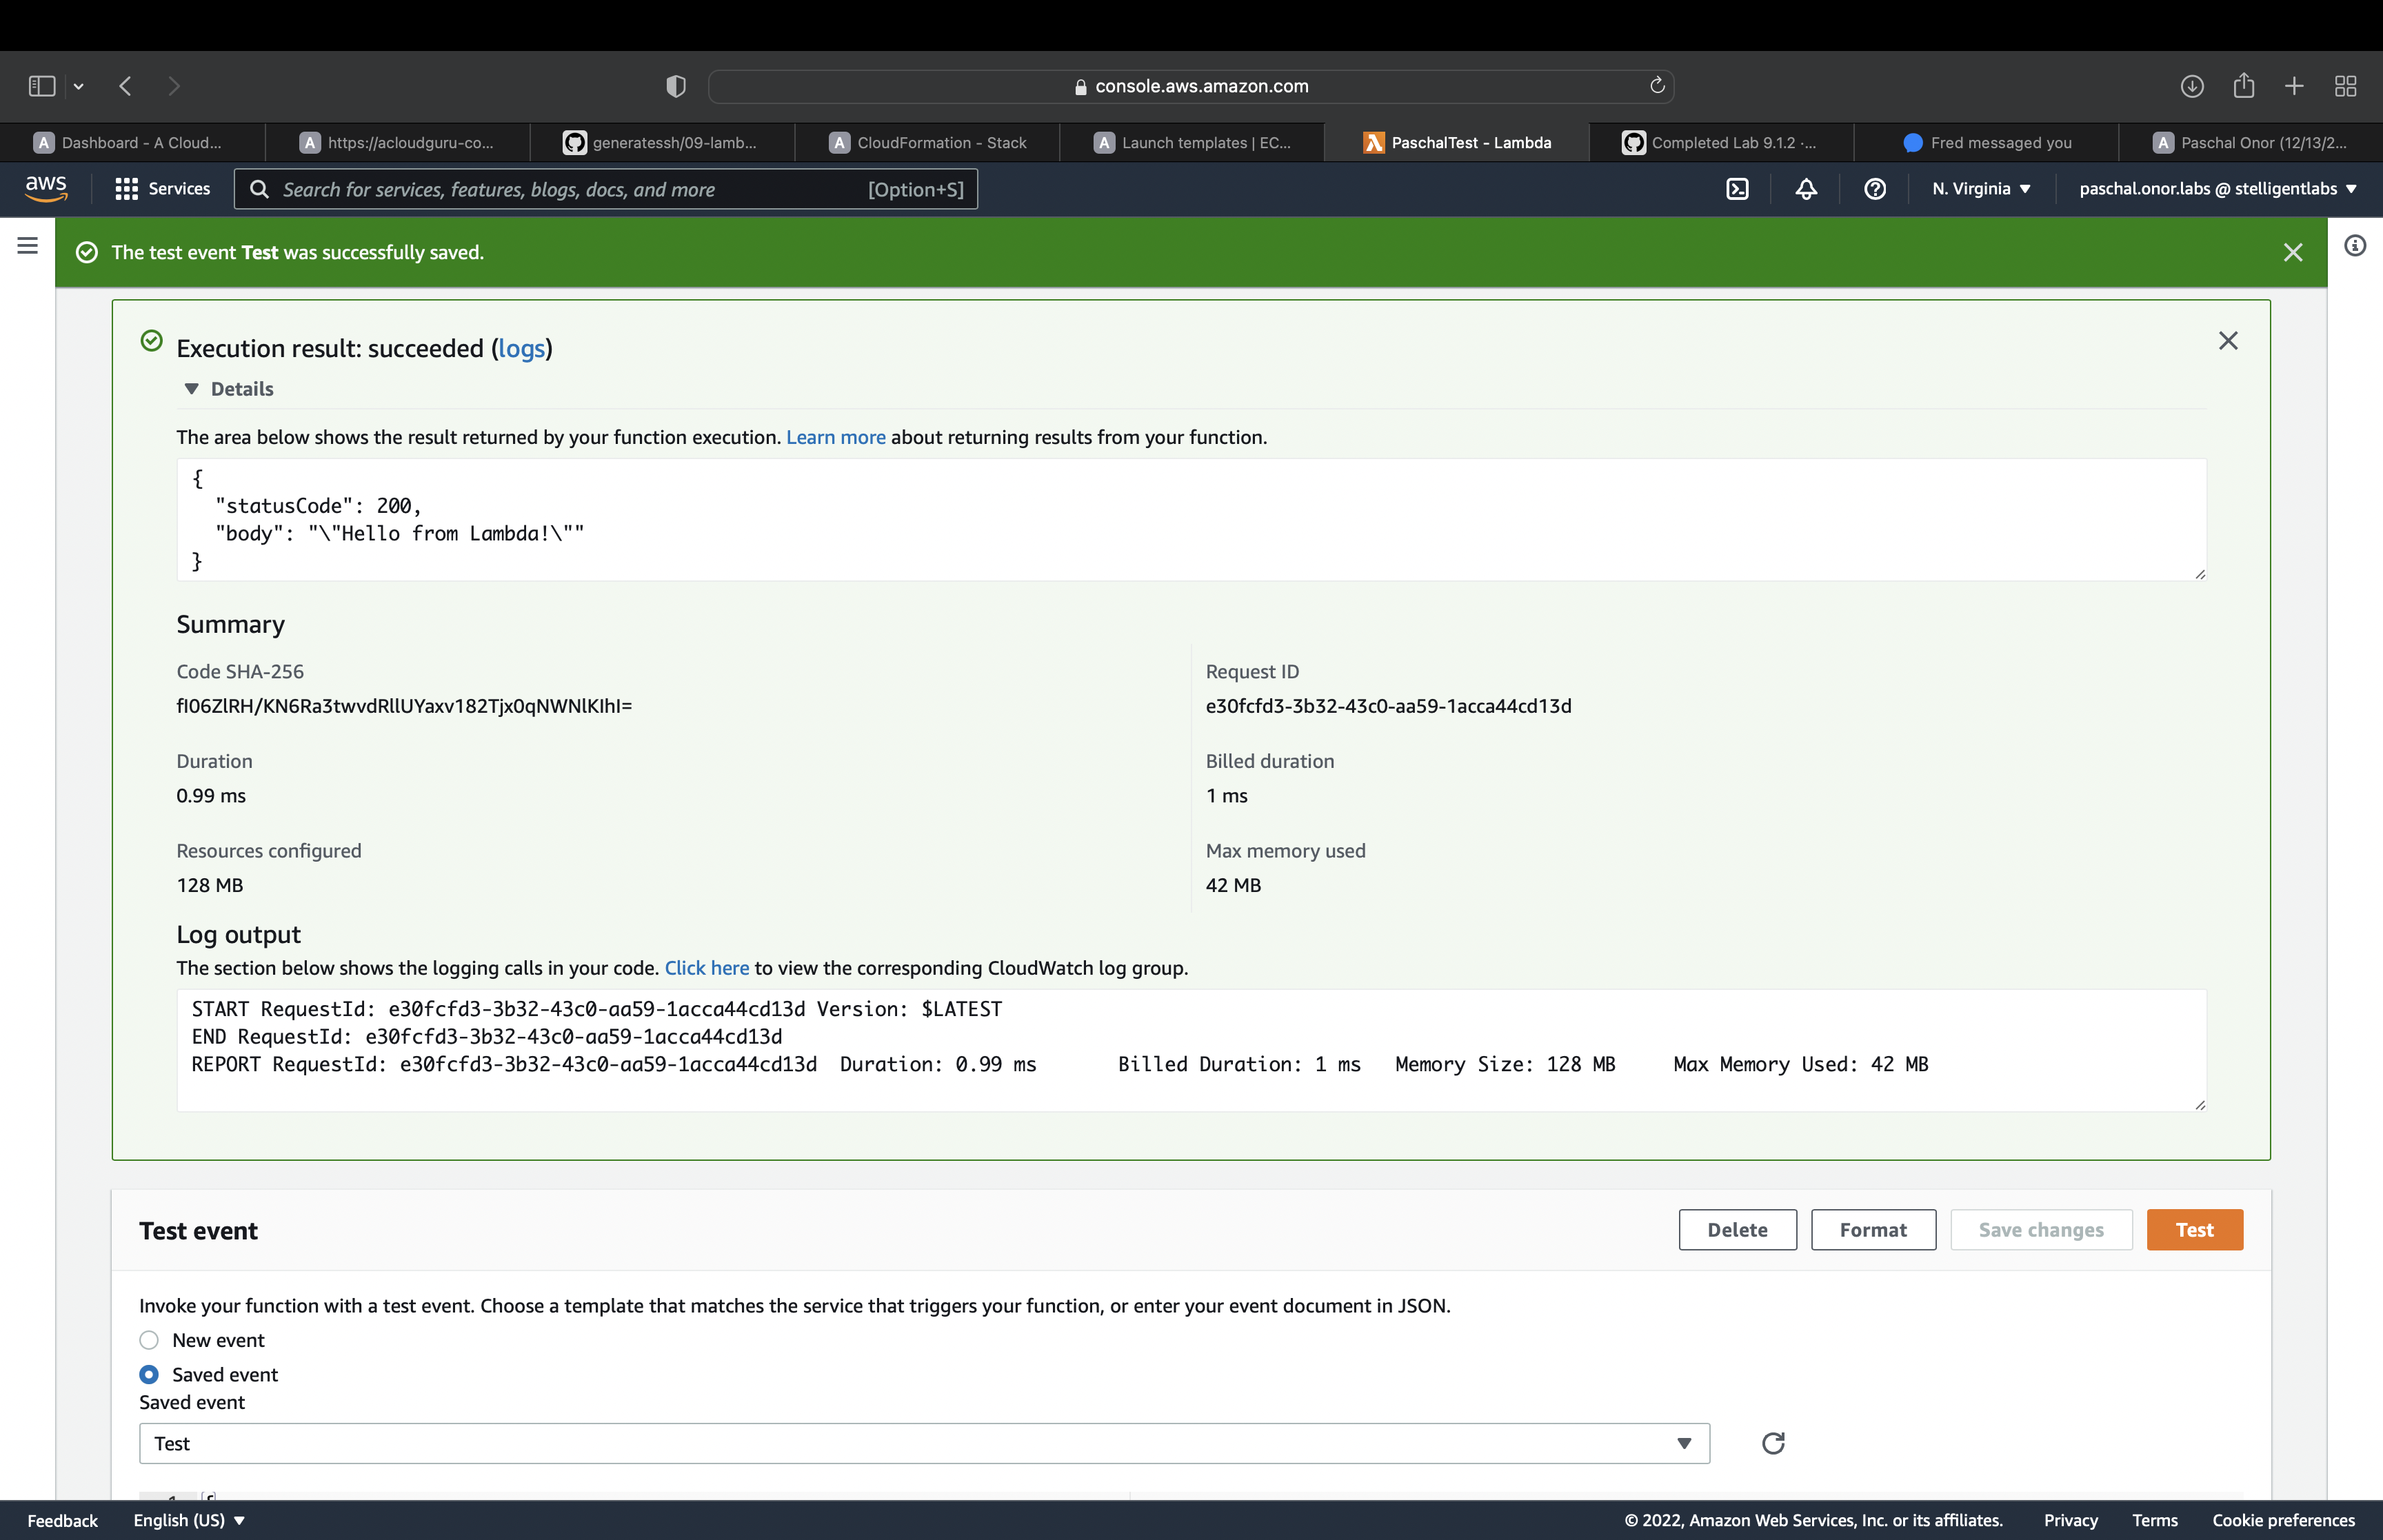 console.aws.amazon.com
Dashboard - A Cloud...
https://acloudguru-co...
generatessh/09-lamb...
CloudFormation - Stack
Launch templates | EC...
PaschalTest - Lambda
Completed Lab 9.1.2 ·...
Fred messaged you
Paschal Onor (12/13/2...
aws Services Search for services, features, blogs, docs, and more [Option+S] N. Virginia paschal.onor.labs @ stelligentlabs
The test event Test was successfully saved.
Execution result: succeeded (logs)
Details
The area below shows the result returned by your function execution. Learn more about returning results from your function.
{
"statusCode": 200,
"body": "\"Hello from Lambda!\""
}
Summary
Code SHA-256
fI06ZlRH/KN6Ra3twvdRllUYaxv182Tjx0qNWNlKIhI=
Request ID
e30fcfd3-3b32-43c0-aa59-1acca44cd13d
Duration
0.99 ms
Billed duration
1 ms
Resources configured
128 MB
Max memory used
42 MB
Log output
The section below shows the logging calls in your code. Click here to view the corresponding CloudWatch log group.
START RequestId: e30fcfd3-3b32-43c0-aa59-1acca44cd13d Version: $LATEST
END RequestId: e30fcfd3-3b32-43c0-aa59-1acca44cd13d
REPORT RequestId: e30fcfd3-3b32-43c0-aa59-1acca44cd13d Duration: 0.99 ms Billed Duration: 1 ms Memory Size: 128 MB Max Memory Used: 42 MB
Test event
Delete Format Save changes Test
Invoke your function with a test event. Choose a template that matches the service that triggers your function, or enter your event document in JSON.
New event
Saved event
Saved event
Test
1 {
Feedback English (US) © 2022, Amazon Web Services, Inc. or its affiliates. Privacy Terms Cookie preferences